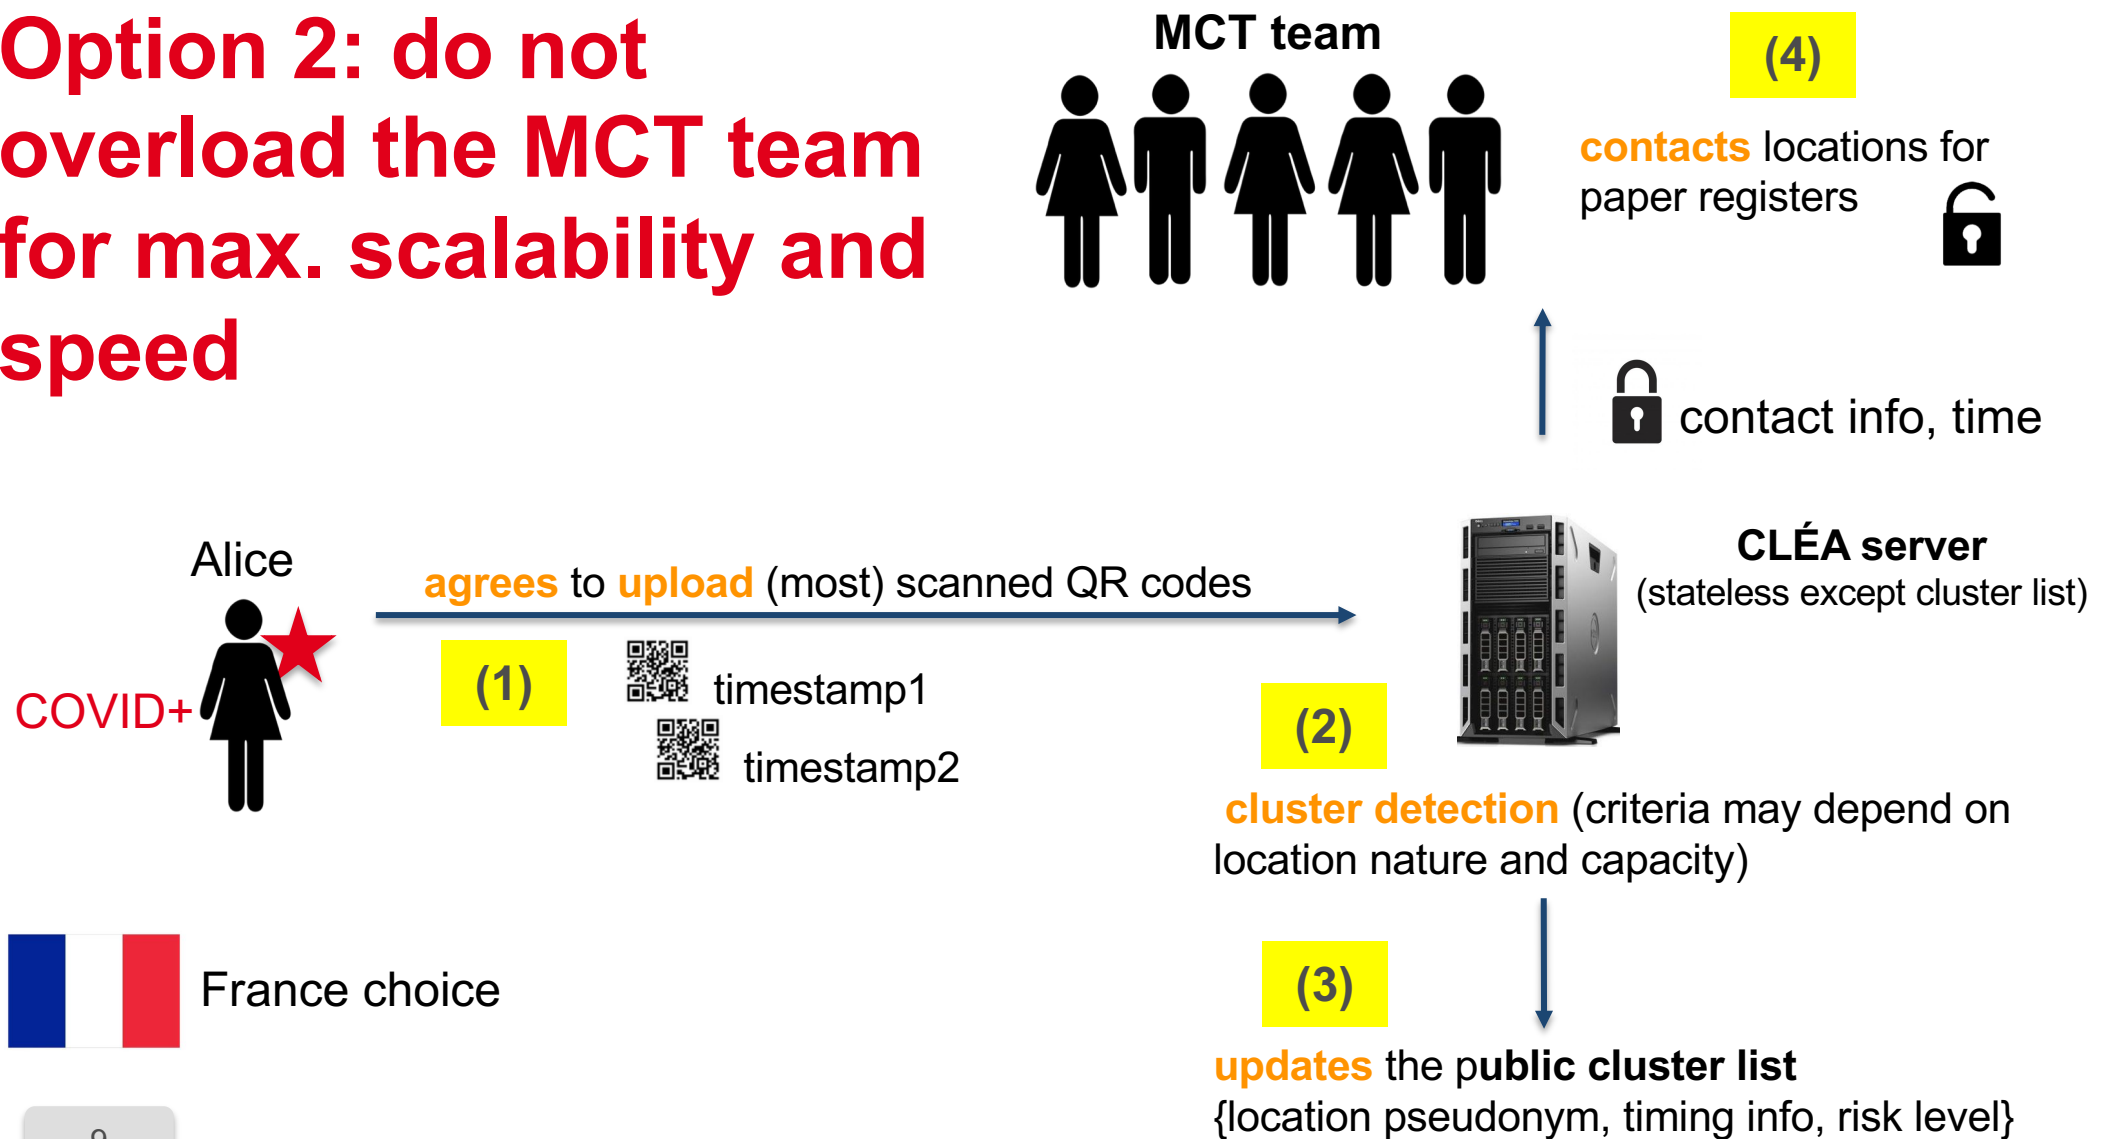 Option 2: do not
overload the MCT team
for max. scalability and
speed
MCT team
(4)
contacts locations for
paper registers
contact info, time
Alice
COVID+
agrees to upload (most) scanned QR codes
(1)
timestamp1
timestamp2
CLÉA server
(stateless except cluster list)
(2)
cluster detection (criteria may depend on
location nature and capacity)
(3)
updates the public cluster list
{location pseudonym, timing info, risk level}
France choice